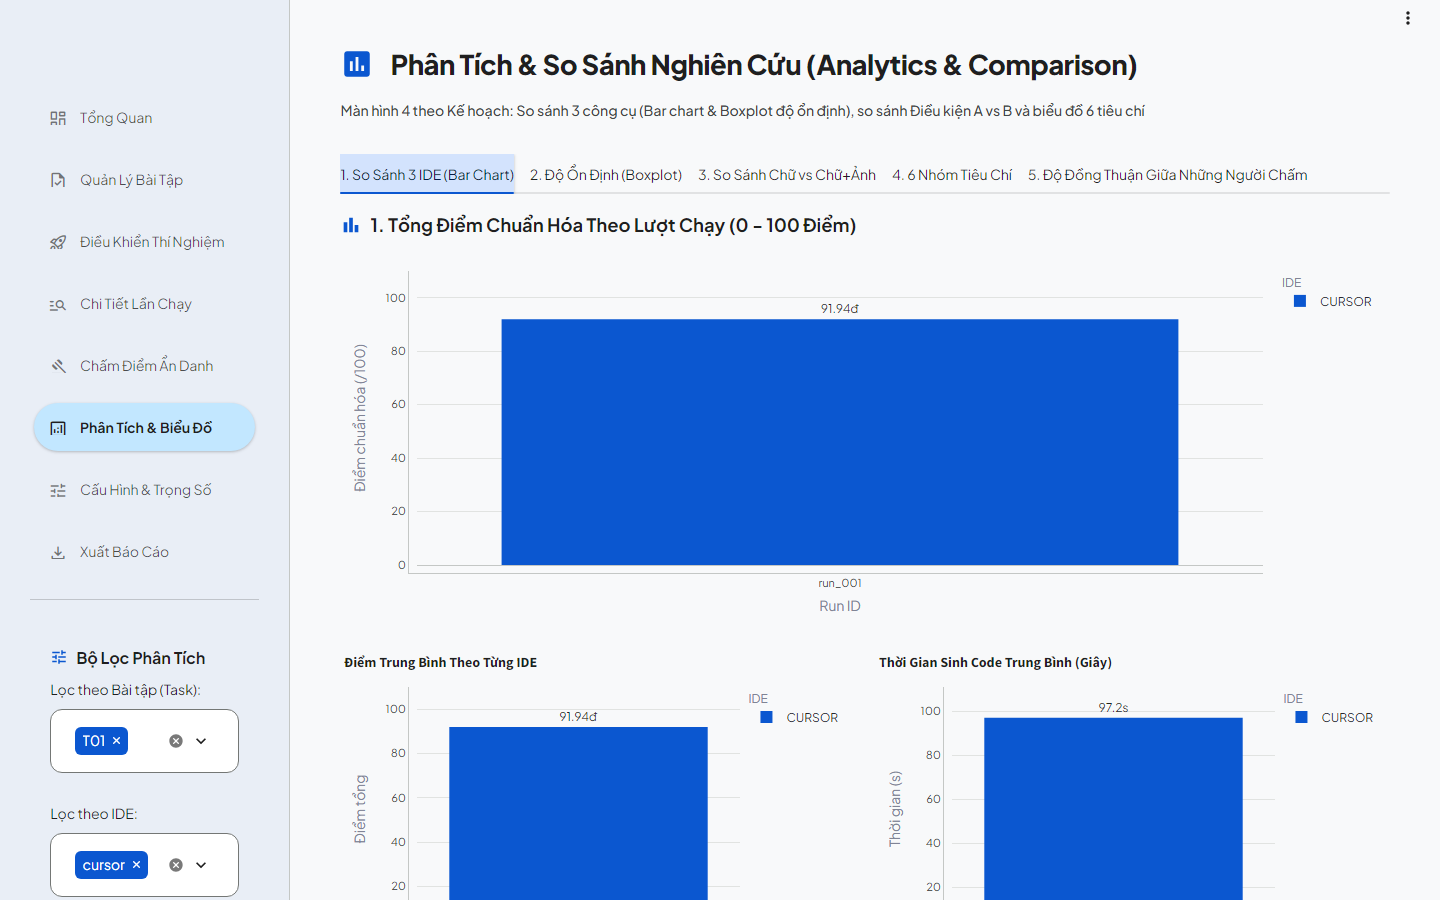 Tổng Quan
Quản Lý Bài Tập
Điều Khiển Thí Nghiệm
Chi Tiết Lần Chạy
Chấm Điểm Ẩn Danh
Phân Tích & Biểu Đồ
Cấu Hình & Trọng Số
Xuất Báo Cáo
Bộ Lọc Phân Tích
Lọc theo Bài tập (Task):
T01
Lọc theo IDE:
cursor
Phân Tích & So Sánh Nghiên Cứu (Analytics & Comparison)
Màn hình 4 theo Kế hoạch: So sánh 3 công cụ (Bar chart & Boxplot độ ổn định), so sánh Điều kiện A vs B và biểu đồ 6 tiêu chí
1. So Sánh 3 IDE (Bar Chart) 2. Độ Ổn Định (Boxplot) 3. So Sánh Chữ vs Chữ+Ảnh 4. 6 Nhóm Tiêu Chí 5. Độ Đồng Thuận Giữa Những Người Chấm
1. Tổng Điểm Chuẩn Hóa Theo Lượt Chạy (0 - 100 Điểm)
Điểm chuẩn hóa (/100)
100
80
60
40
20
0
91.94đ
run_001
Run ID
IDE
CURSOR
Điểm Trung Bình Theo Từng IDE
Điểm tổng
100
80
60
40
20
91.94đ
IDE
CURSOR
Thời Gian Sinh Code Trung Bình (Giây)
Thời gian (s)
100
80
60
40
20
97.2s
IDE
CURSOR